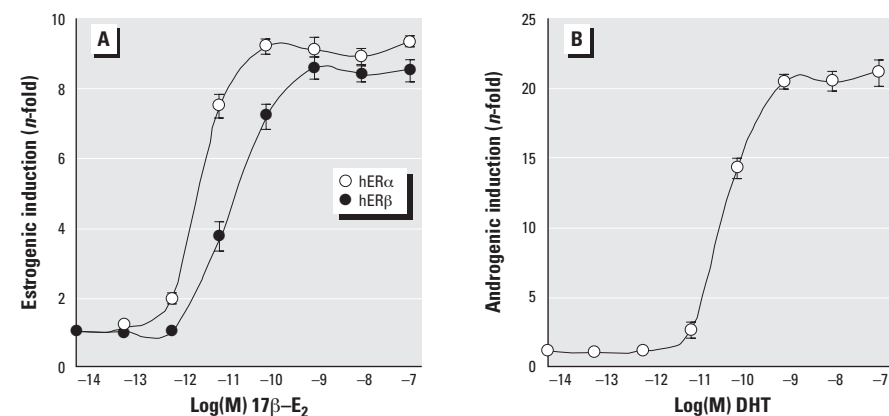 A
Estrogenic induction (n-fold)
10
8
6
4
2
0
hERα
hERβ
–14 –13 –12 –11 –10 –9 –8 –7
Log(M) 17β–E₂
B
Androgenic induction (n-fold)
25
20
15
10
5
0
–14 –13 –12 –11 –10 –9 –8 –7
Log(M) DHT